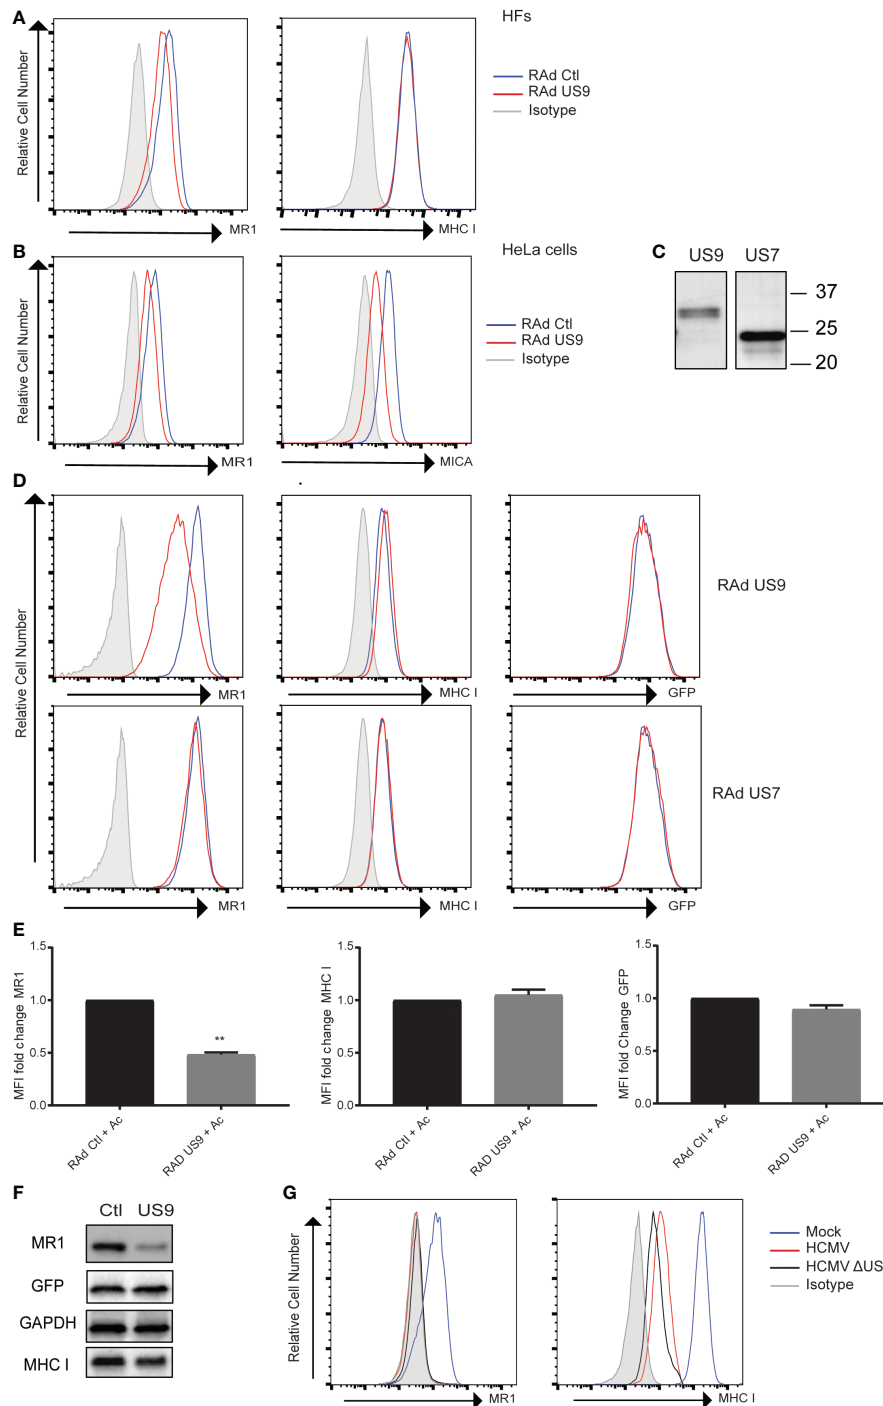 A
HFs
Relative Cell Number
RAd Ctl
RAd US9
Isotype
MR1
MHC I
B
HeLa cells
Relative Cell Number
RAd Ctl
RAd US9
Isotype
MR1
MICA
C
US9 US7
37
25
20
D
Relative Cell Number
RAd US9
MR1
MHC I
GFP
RAd US7
MR1
MHC I
GFP
E
MFI fold change MR1
1.5
1.0
0.5
0.0
**
RAd Ctl + Ac
RAD US9 + Ac
MFI fold change MHC I
1.5
1.0
0.5
0.0
RAd Ctl + Ac
RAD US9 + Ac
MFI fold Change GFP
1.5
1.0
0.5
0.0
RAd Ctl + Ac
RAD US9 + Ac
F
Ctl US9
MR1
GFP
GAPDH
MHC I
G
Relative Cell Number
Mock
HCMV
HCMV ΔUS
Isotype
MR1
MHC I